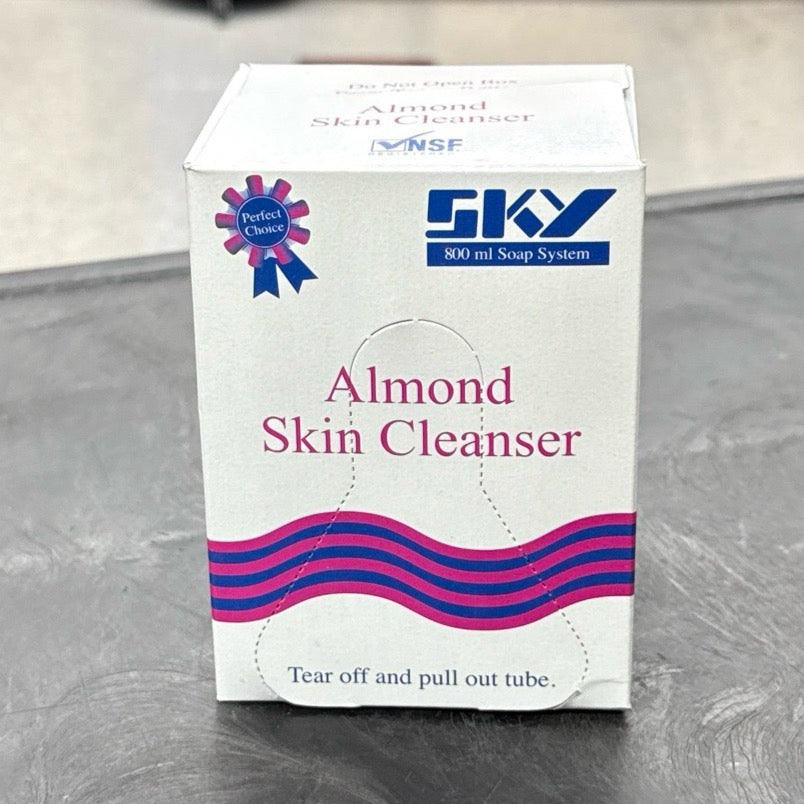 Do Not Open Box
Almond
Skin Cleanser
NSF
Perfect
Choice
SKY
800 ml Soap System
Almond
Skin Cleanser
Tear off and pull out tube.